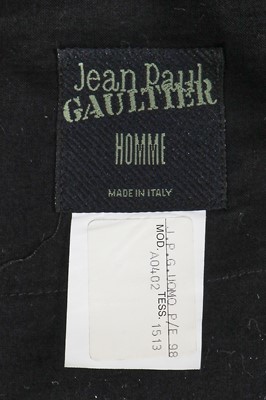 Jean Paul
GAULTIER
HOMME
MADE IN ITALY
J.P.G.UOMO P/E 98
MOD. TESS.
A0402 1513